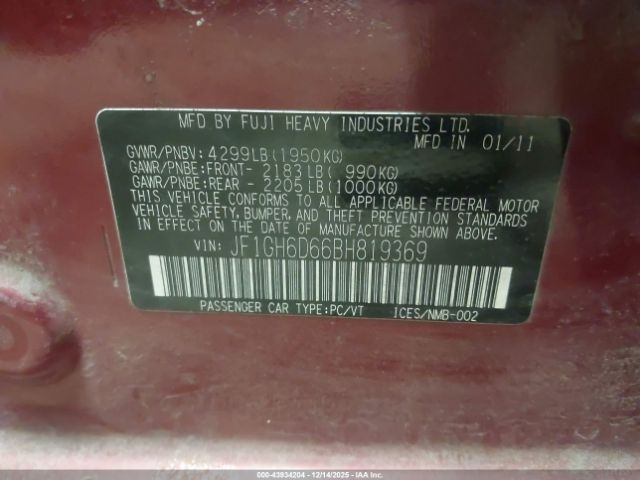 MFD BY FUJI HEAVY INDUSTRIES LTD.
MFD IN 01/11
GVWR/PNBV: 4299LB(1950KG)
GAWR/PNBE:FRONT- 2183LB( 990KG)
GAWR/PNBE:REAR - 2205LB(1000KG)
THIS VEHICLE CONFORMS TO ALL APPLICABLE FEDERAL MOTOR
VEHICLE SAFETY, BUMPER, AND THEFT PREVENTION STANDARDS
IN EFFECT ON THE DATE OF MANUFACTURE SHOWN ABOVE.
VIN: JF1GH6D66BH819369
PASSENGER CAR TYPE:PC/VT ICES/NMB-002
000-43934204 - 12/14/2025 - IAA Corp.